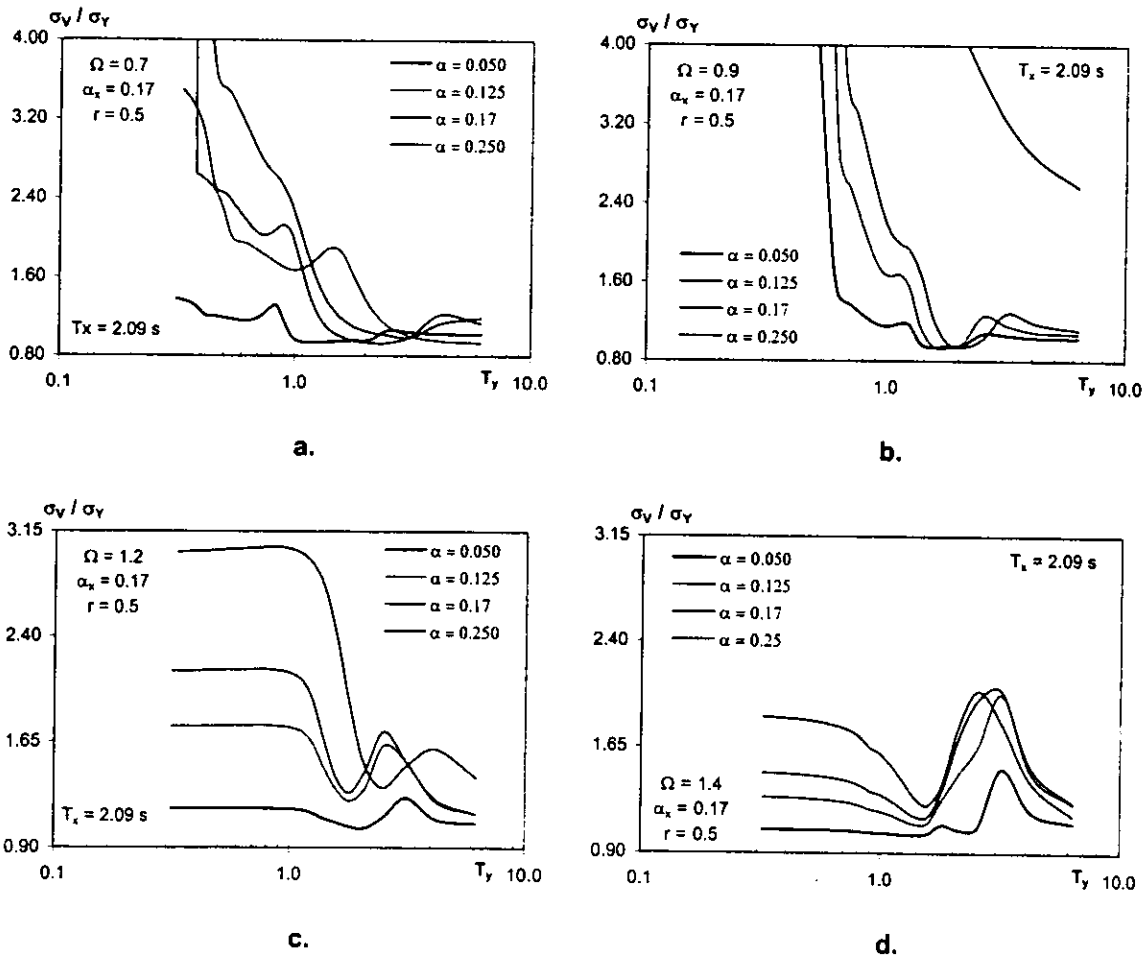 σV / σY
4.00
3.20
2.40
1.60
0.80
0.1
1.0
Ty
10.0
Ω = 0.7
αx = 0.17
r = 0.5
α = 0.050
α = 0.125
α = 0.17
α = 0.250
Tx = 2.09 s
a.
σV / σY
4.00
3.20
2.40
1.60
0.80
0.1
1.0
Ty
10.0
Ω = 0.9
αx = 0.17
r = 0.5
Tx = 2.09 s
α = 0.050
α = 0.125
α = 0.17
α = 0.250
b.
σV / σY
3.15
2.40
1.65
0.90
0.1
1.0
Ty
10.0
Ω = 1.2
αx = 0.17
r = 0.5
α = 0.050
α = 0.125
α = 0.17
α = 0.250
Tx = 2.09 s
c.
σV / σY
3.15
2.40
1.65
0.90
0.1
1.0
Ty
10.0
α = 0.050
α = 0.125
α = 0.17
α = 0.25
Tx = 2.09 s
Ω = 1.4
αx = 0.17
r = 0.5
d.